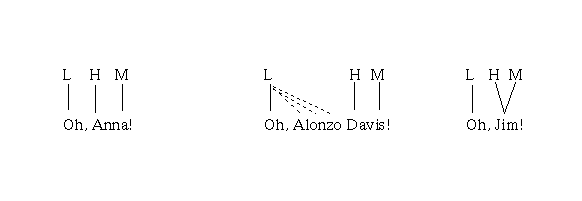 L H M L H M L H M
Oh, Anna! Oh, Alonzo Davis! Oh, Jim!